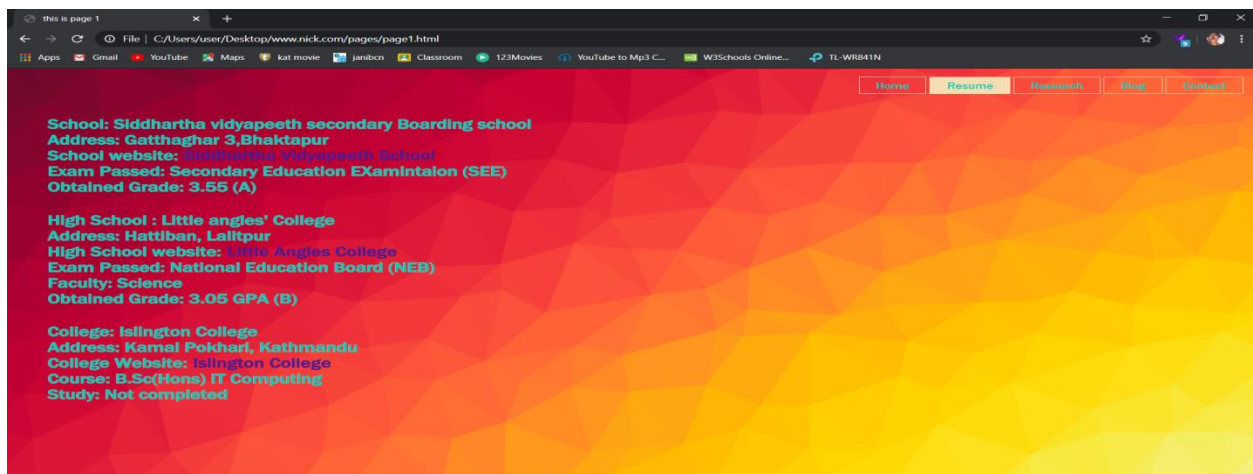 this is page 1
File | C:/Users/user/Desktop/www.nick.com/pages/page1.html
Apps Gmail YouTube Maps kat movie janibcn Classroom 123Movies YouTube to Mp3 C... W3Schools Online... TL-WR841N
Home Resume Research Blog Contact
School: Siddhartha vidyapeeth secondary Boarding school
Address: Gatthaghar 3,Bhaktapur
School website: Siddhartha Vidyapeeth School
Exam Passed: Secondary Education EXamintaion (SEE)
Obtained Grade: 3.55 (A)
High School : Little angles' College
Address: Hattiban, Lalitpur
High School website: Little Angles College
Exam Passed: National Education Board (NEB)
Faculty: Science
Obtained Grade: 3.05 GPA (B)
College: Islington College
Address: Kamal Pokhari, Kathmandu
College Website: Islington College
Course: B.Sc(Hons) IT Computing
Study: Not completed